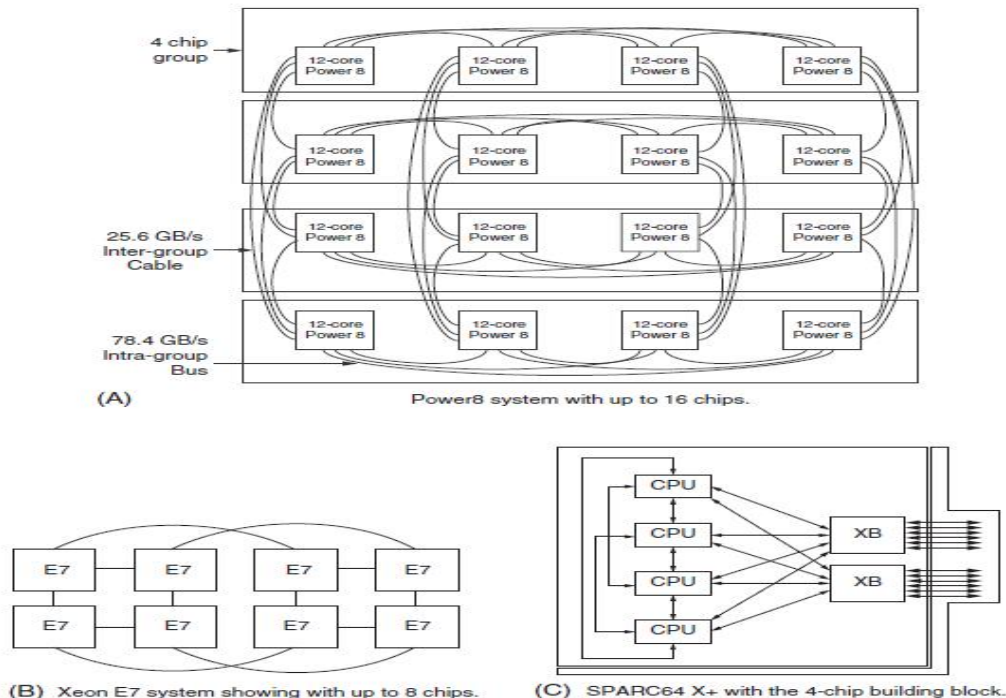 4 chip
group
12-core
Power 8
12-core
Power 8
12-core
Power 8
12-core
Power 8
12-core
Power 8
12-core
Power 8
12-core
Power 8
12-core
Power 8
25.6 GB/s
Inter-group
Cable
12-core
Power 8
12-core
Power 8
12-core
Power 8
12-core
Power 8
78.4 GB/s
Intra-group
Bus
12-core
Power 8
12-core
Power 8
12-core
Power 8
12-core
Power 8
(A)
Power8 system with up to 16 chips.
E7
E7
E7
E7
E7
E7
E7
E7
(B) Xeon E7 system showing with up to 8 chips.
CPU
CPU
CPU
CPU
XB
XB
(C) SPARC64 X+ with the 4-chip building block.